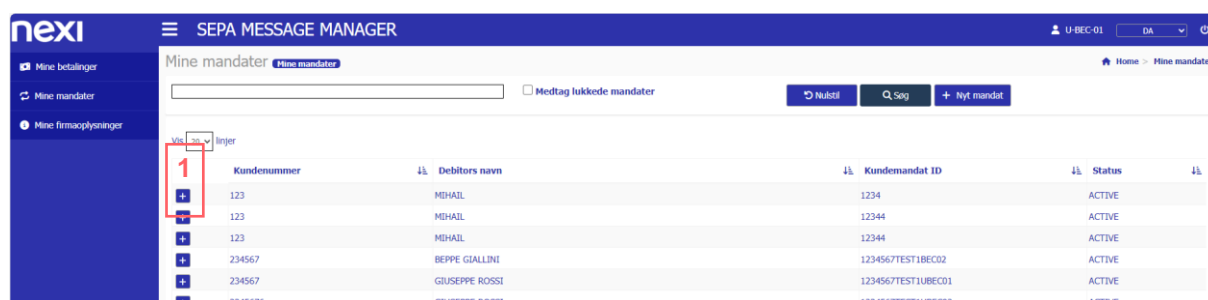 nexi
SEPA MESSAGE MANAGER
U-BEC-01 DA
Mine betalinger
Mine mandater
Mine firmaoplysninger
Mine mandater Mine mandater
Home > Mine mandate
Medtag lukkede mandater Nulstil Søg + Nyt mandat
Vis 20 linjer
1
Kundenummer Debitors navn Kundemandat ID Status
+ 123 MIHAIL 1234 ACTIVE
+ 123 MIHAIL 12344 ACTIVE
+ 123 MIHAIL 12344 ACTIVE
+ 234567 BEPPE GIALLINI 1234567TEST1BEC02 ACTIVE
+ 234567 GIUSEPPE ROSSI 1234567TEST1UBEC01 ACTIVE